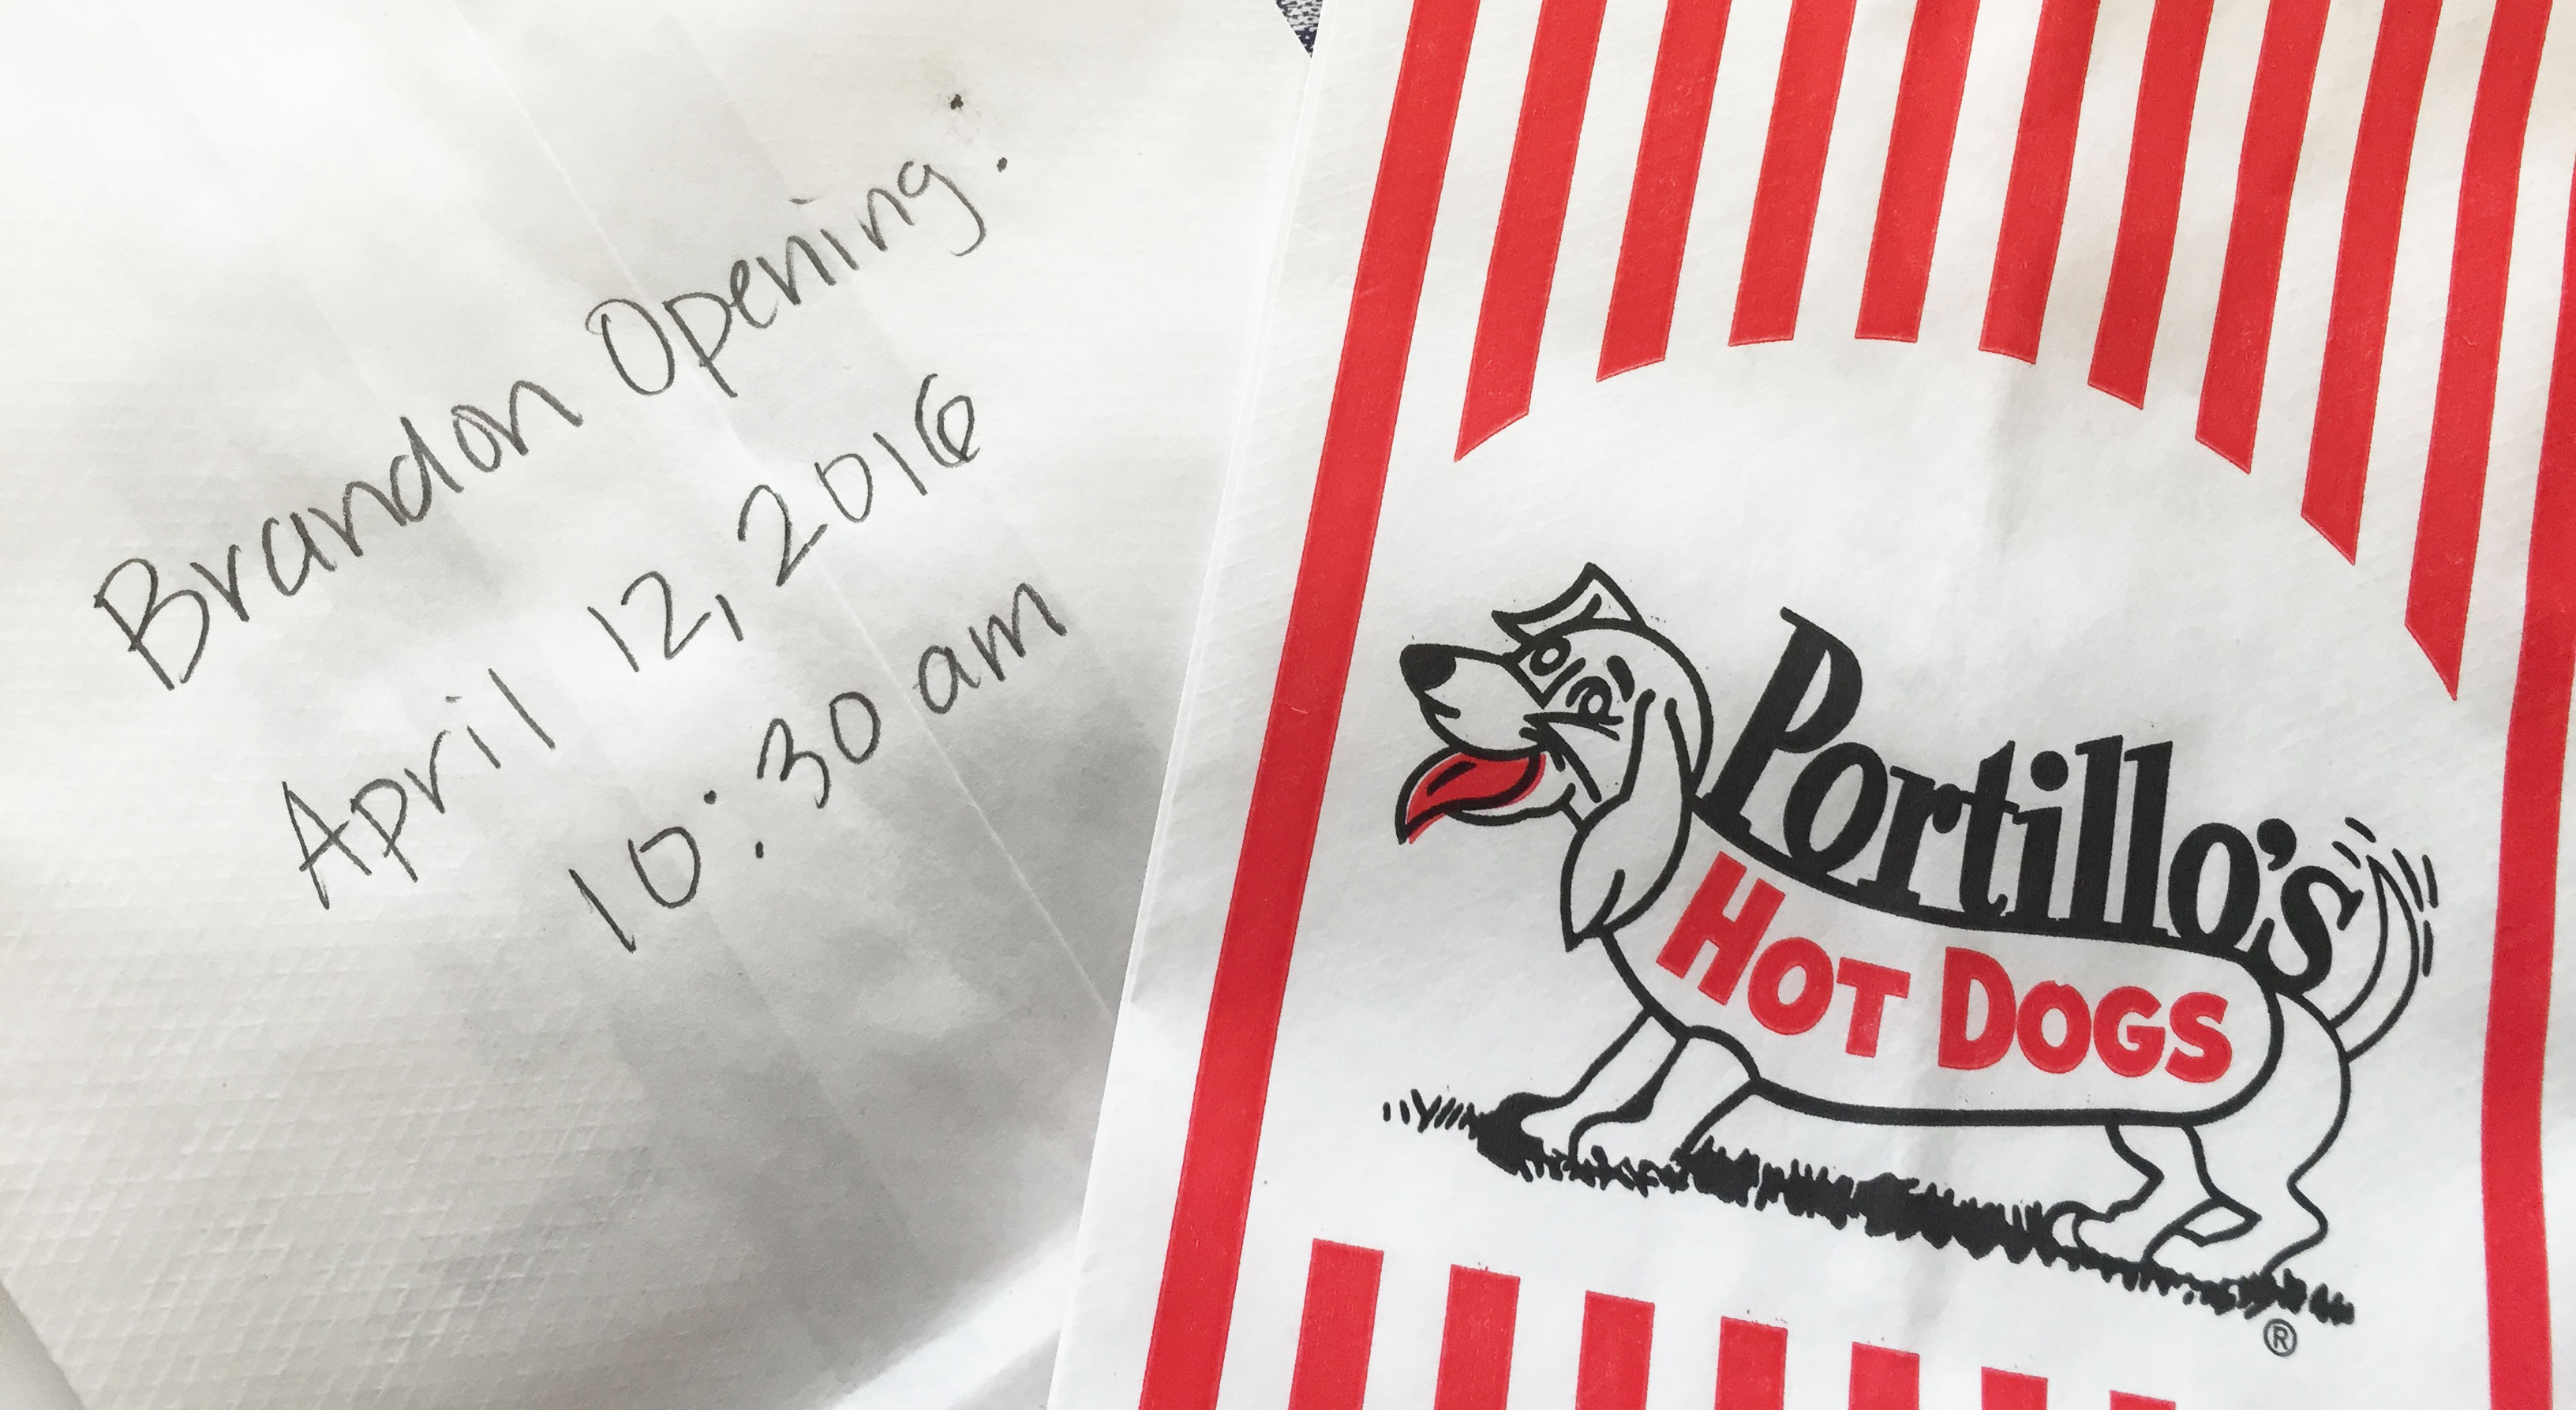 Brandon Opening:
April 12, 2016
10:30 am
Portillo's
HOT DOGS
®